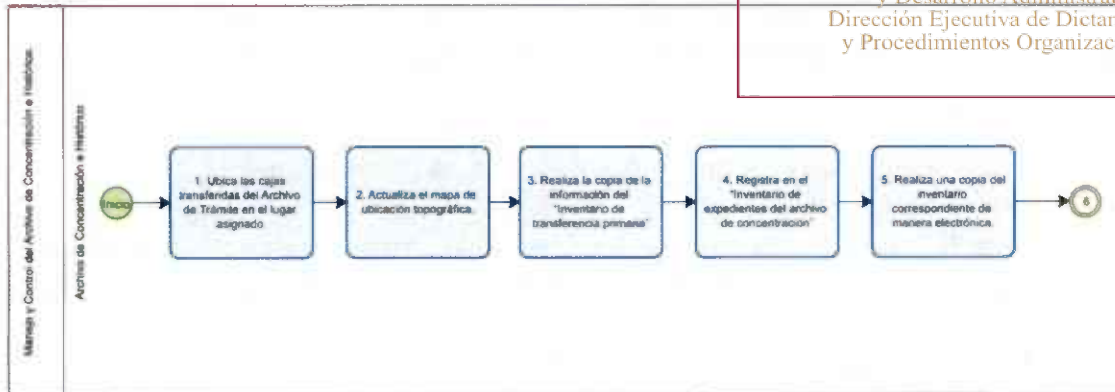 Dirección Ejecutiva de
y Procedimientos
Manejo y Control del Archivo de Concentración e Histórico.
Archivo de Concentración e Histórico
Inicio
1. Ubica las cajas
transferidas del Archivo
de Trámite en el lugar
asignado
2. Actualiza el mapa de
ubicación topográfica.
3. Realiza la copia de la
información del
"Inventario de
transferencia primaria"
4. Registra en el
"Inventario de
expedientes del archivo
de concentración"
5. Realiza una copia del
inventario
correspondiente de
manera electrónica.
6